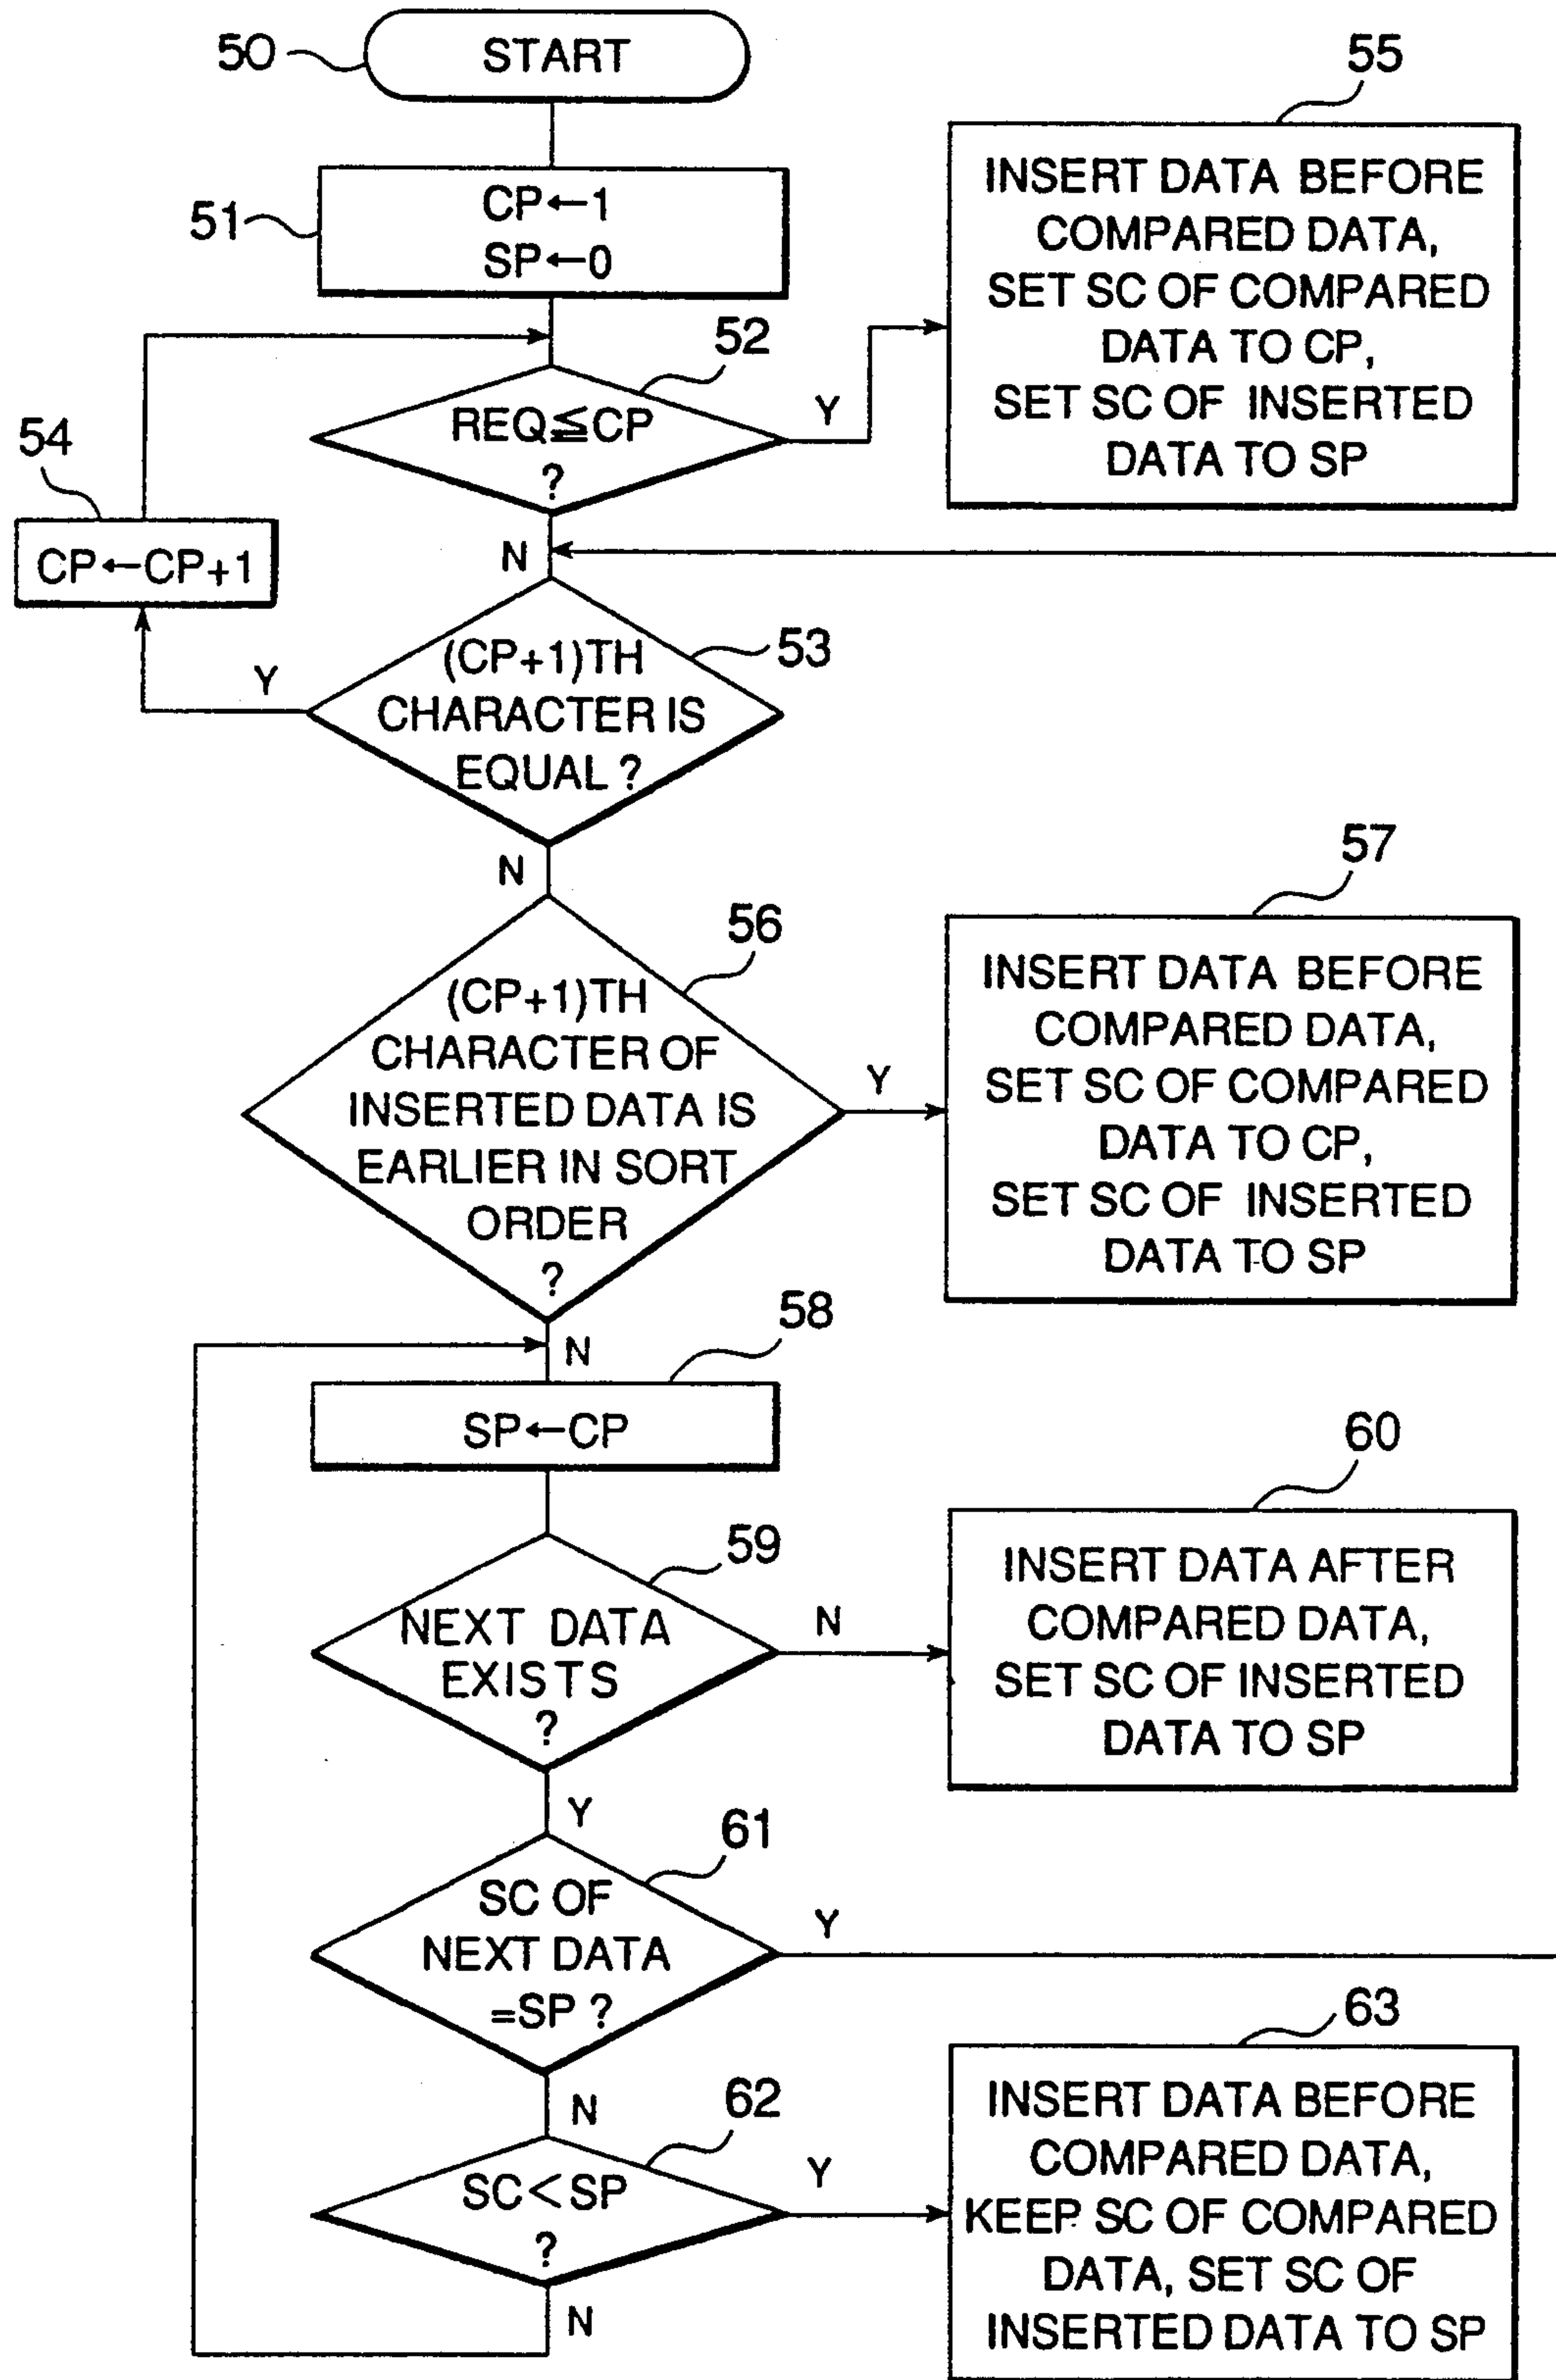 50
START
51
CP←1
SP←0
52
REQ≦CP
?
Y
N
55
INSERT DATA BEFORE
COMPARED DATA,
SET SC OF COMPARED
DATA TO CP,
SET SC OF INSERTED
DATA TO SP
54
CP←CP+1
53
(CP+1)TH
CHARACTER IS
EQUAL ?
Y
N
56
(CP+1)TH
CHARACTER OF
INSERTED DATA IS
EARLIER IN SORT
ORDER
?
Y
N
57
INSERT DATA BEFORE
COMPARED DATA,
SET SC OF COMPARED
DATA TO CP,
SET SC OF INSERTED
DATA TO SP
58
SP←CP
59
NEXT DATA
EXISTS
?
N
Y
60
INSERT DATA AFTER
COMPARED DATA,
SET SC OF INSERTED
DATA TO SP
61
SC OF
NEXT DATA
=SP ?
Y
N
62
SC<SP
?
Y
N
63
INSERT DATA BEFORE
COMPARED DATA,
KEEP SC OF COMPARED
DATA, SET SC OF
INSERTED DATA TO SP